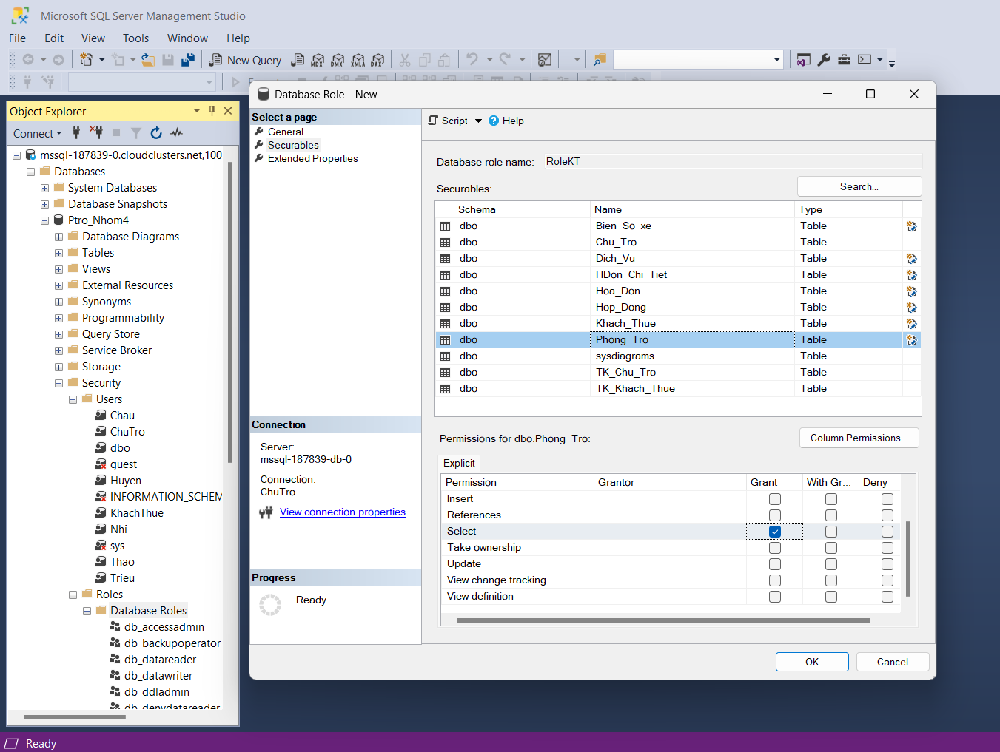 Microsoft SQL Server Management Studio
File Edit View Tools Window Help
New Query MDX DMX XMLA DAX
Object Explorer
Connect
mssql-187839-0.cloudclusters.net,100
Databases
System Databases
Database Snapshots
Ptro_Nhom4
Database Diagrams
Tables
Views
External Resources
Synonyms
Programmability
Query Store
Service Broker
Storage
Security
Users
Chau
ChuTro
dbo
guest
Huyen
INFORMATION_SCHEM
KhachThue
Nhi
sys
Thao
Trieu
Roles
Database Roles
db_accessadmin
db_backupoperator
db_datareader
db_datawriter
db_ddladmin
db_denydatareader
Database Role - New
Select a page
General
Securables
Extended Properties
Connection
Server:
mssql-187839-db-0
Connection:
ChuTro
View connection properties
Progress
Ready
Script Help
Database role name: RoleKT
Securables: Search...
Schema Name Type
dbo Bien_So_xe Table
dbo Chu_Tro Table
dbo Dich_Vu Table
dbo HDon_Chi_Tiet Table
dbo Hoa_Don Table
dbo Hop_Dong Table
dbo Khach_Thue Table
dbo Phong_Tro Table
dbo sysdiagrams Table
dbo TK_Chu_Tro Table
dbo TK_Khach_Thue Table
Permissions for dbo.Phong_Tro: Column Permissions...
Explicit
Permission Grantor Grant With Gr... Deny
Insert
References
Select
Take ownership
Update
View change tracking
View definition
OK Cancel
Ready